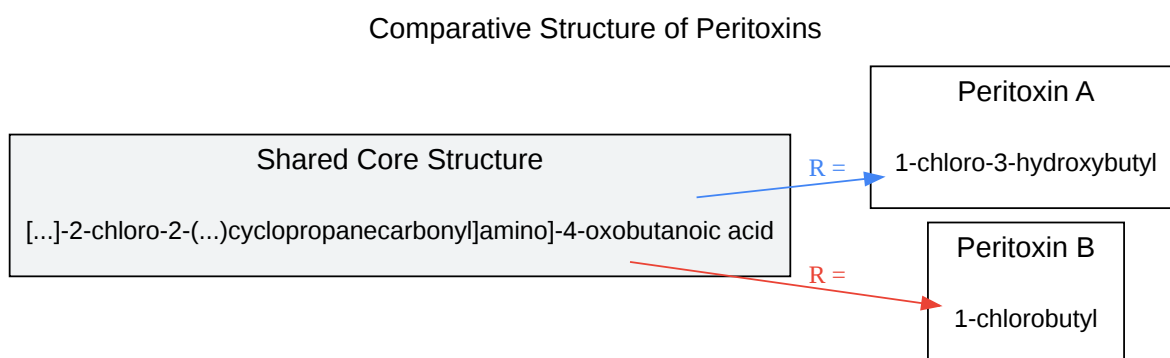 Comparative Structure of Peritoxins
Shared Core Structure
[...]-2-chloro-2-(...)cyclopropanecarbonyl]amino]-4-oxobutanoic acid
R =
R =
Peritoxin A
1-chloro-3-hydroxybutyl
Peritoxin B
1-chlorobutyl